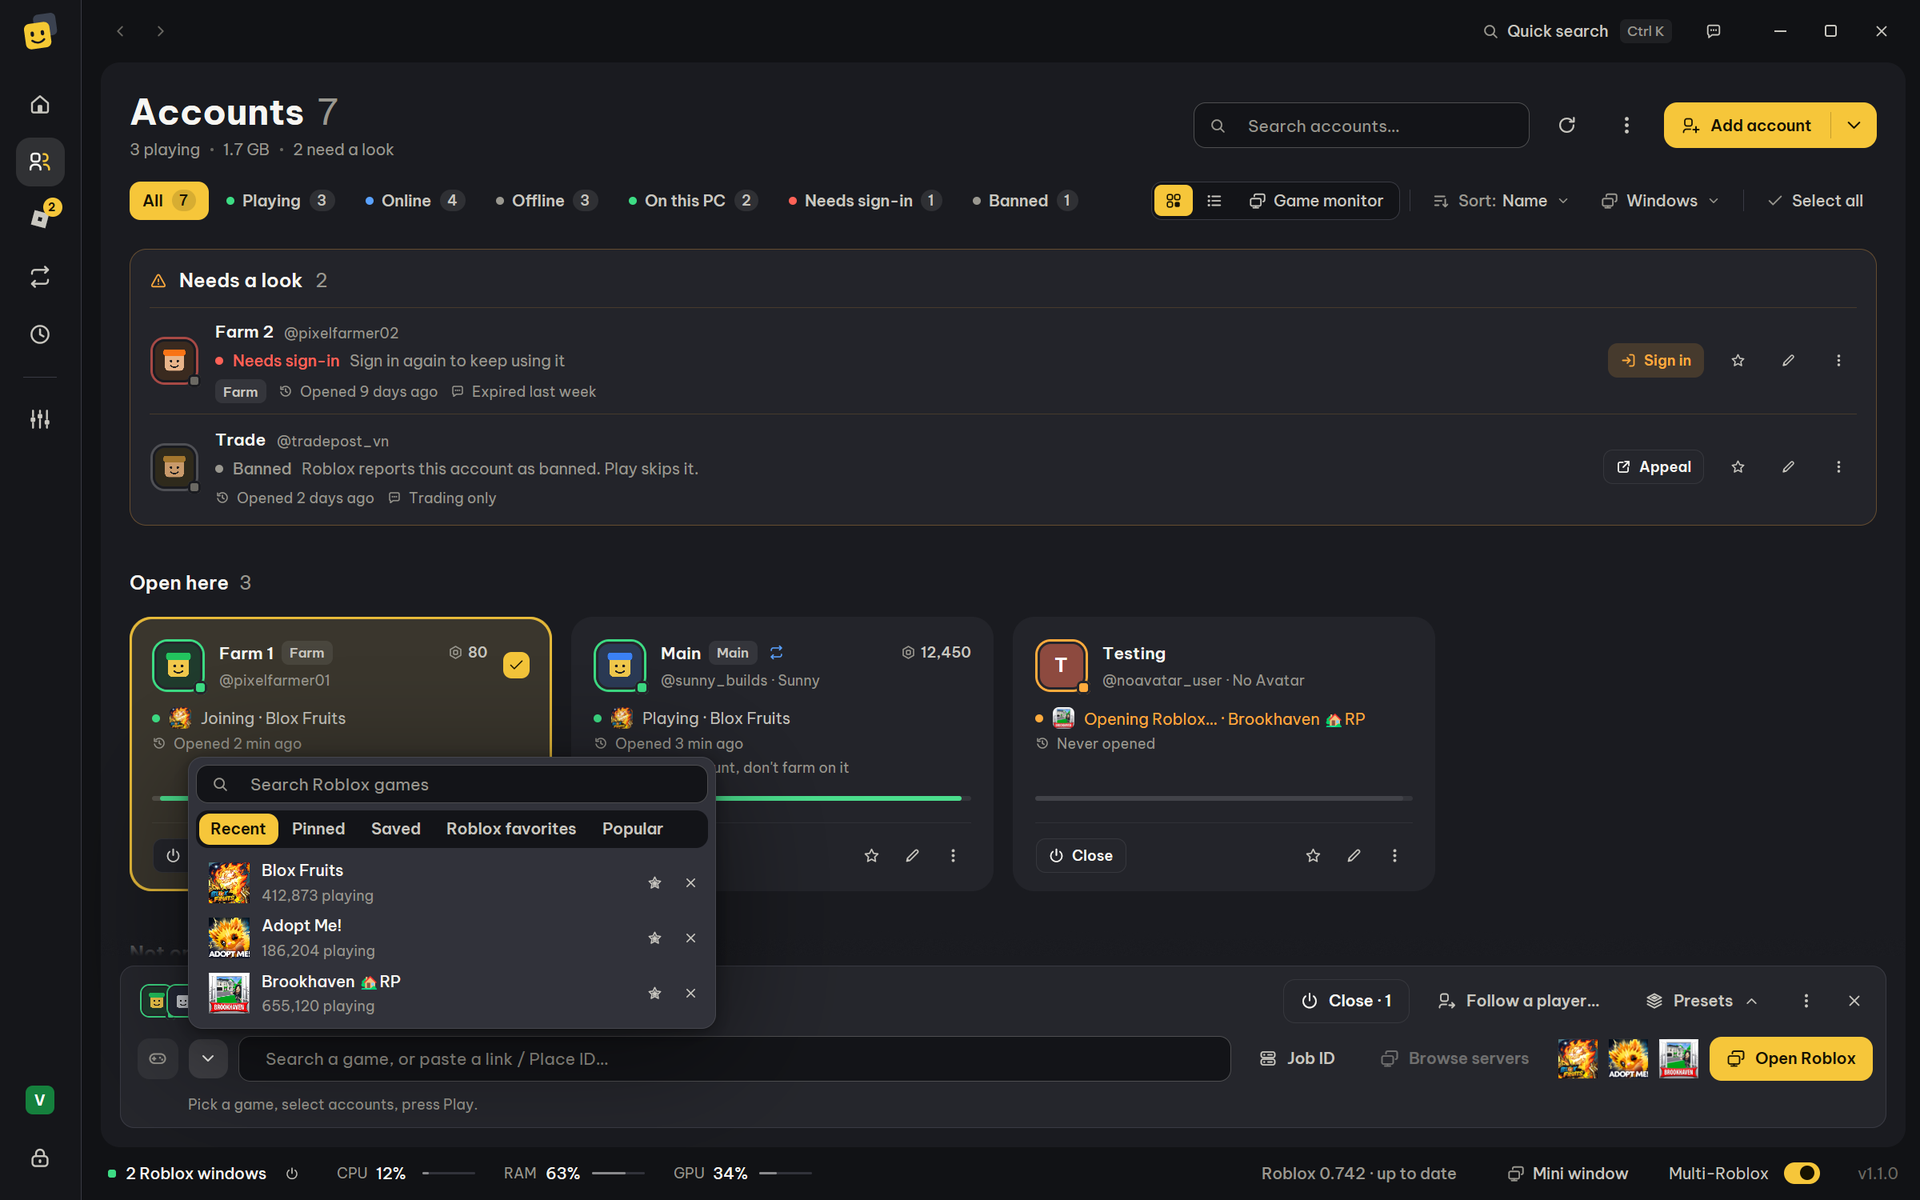 Quick search Ctrl K
Accounts 7
3 playing · 1.7 GB · 2 need a look
Search accounts...
Add account
2
All 7
Playing 3
Online 4
Offline 3
On this PC 2
Needs sign-in 1
Banned 1
Game monitor
Sort: Name
Windows
Select all
Needs a look 2
Farm 2 @pixelfarmer02
Needs sign-in Sign in again to keep using it
Farm Opened 9 days ago Expired last week
Sign in
Trade @tradepost_vn
Banned Roblox reports this account as banned. Play skips it.
Opened 2 days ago Trading only
Appeal
Open here 3
Farm 1 Farm 80
@pixelfarmer01
Joining · Blox Fruits
Opened 2 min ago
Main Main 12,450
@sunny_builds · Sunny
Playing · Blox Fruits
Opened 3 min ago
unt, don't farm on it
T
Testing
@noavatar_user · No Avatar
Opening Roblox... · Brookhaven 🏠RP
Never opened
Close
Search Roblox games
Recent Pinned Saved Roblox favorites Popular
Blox Fruits
412,873 playing
Adopt Me!
186,204 playing
ADOPT ME!
Brookhaven 🏠RP
655,120 playing
BROOKHAVEN
Close · 1
Follow a player...
Presets
Search a game, or paste a link / Place ID...
Job ID
Browse servers
ADOPT ME!
BROOKHAVEN
Open Roblox
Pick a game, select accounts, press Play.
V
2 Roblox windows
CPU 12%
RAM 63%
GPU 34%
Roblox 0.742 · up to date
Mini window
Multi-Roblox
v1.1.0